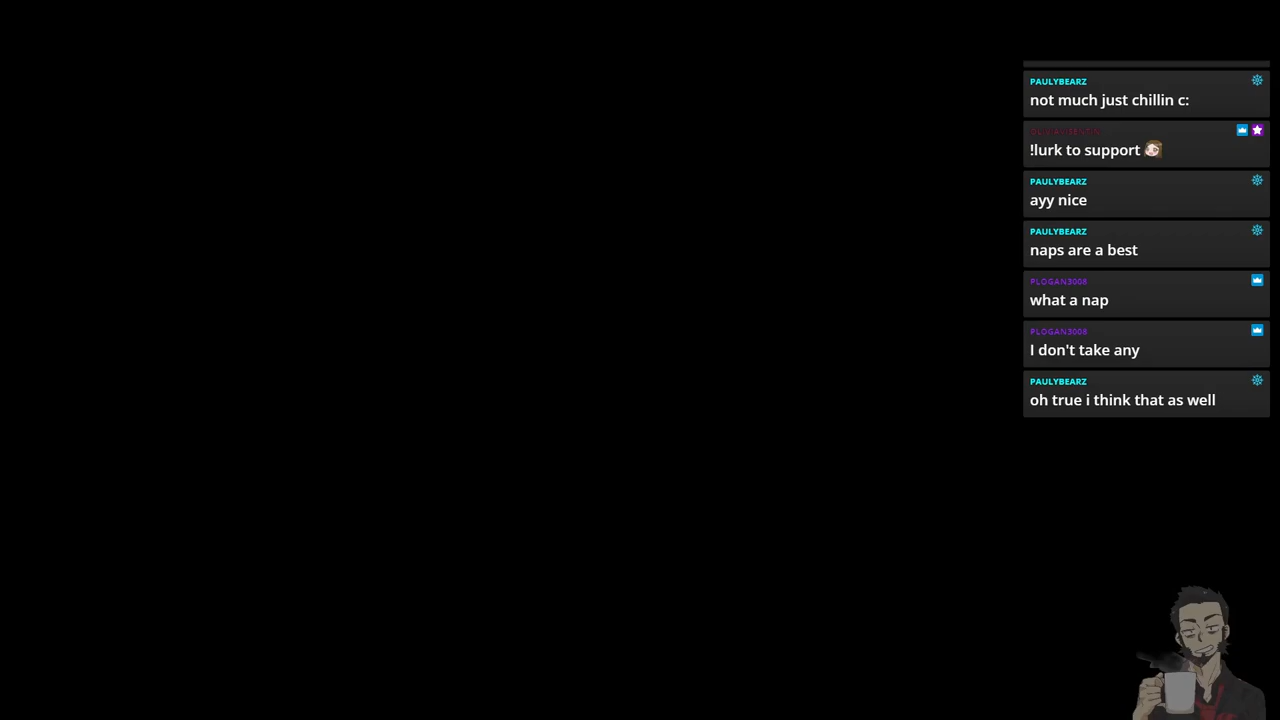 PAULYBEARZ
not much just chillin c:
!lurk to support
PAULYBEARZ
ayy nice
PAULYBEARZ
naps are a best
PLOGAN3008
what a nap
PLOGAN3008
I don't take any
PAULYBEARZ
oh true i think that as well